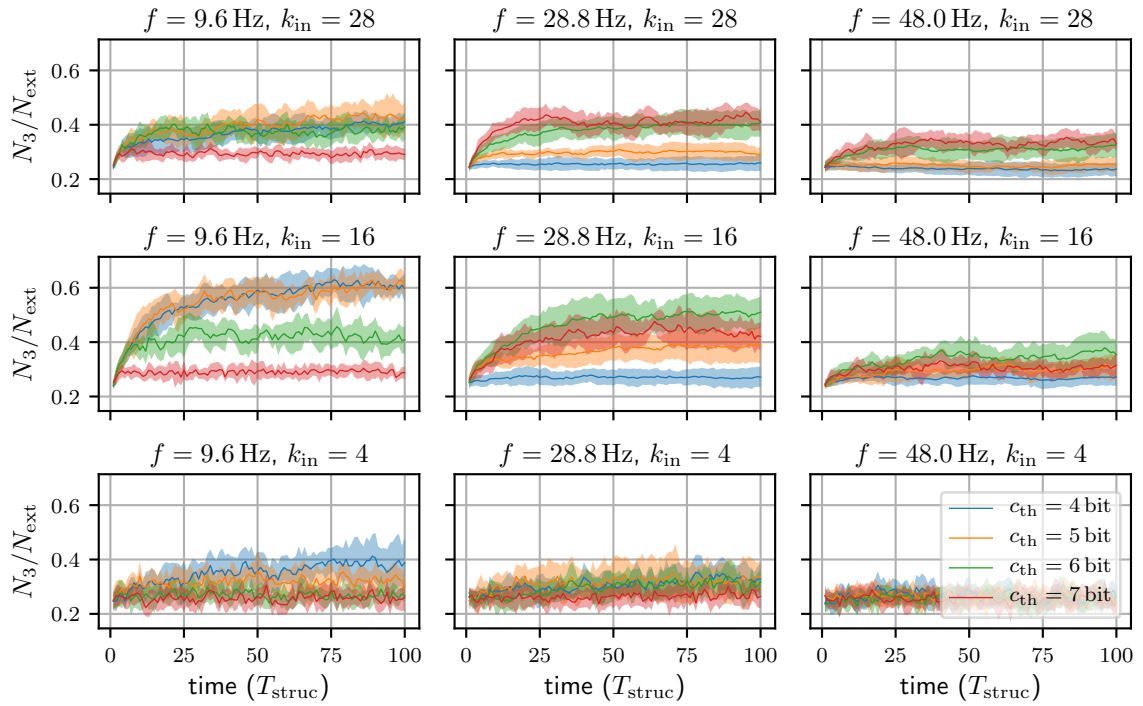 f = 9.6 Hz, k_in = 28
f = 28.8 Hz, k_in = 28
f = 48.0 Hz, k_in = 28
N_3/N_ext
0.6
0.4
0.2
f = 9.6 Hz, k_in = 16
f = 28.8 Hz, k_in = 16
f = 48.0 Hz, k_in = 16
N_3/N_ext
0.6
0.4
0.2
f = 9.6 Hz, k_in = 4
f = 28.8 Hz, k_in = 4
f = 48.0 Hz, k_in = 4
N_3/N_ext
0.6
0.4
0.2
c_th = 4 bit
c_th = 5 bit
c_th = 6 bit
c_th = 7 bit
0 25 50 75 100
0 25 50 75 100
0 25 50 75 100
time (T_struc)
time (T_struc)
time (T_struc)